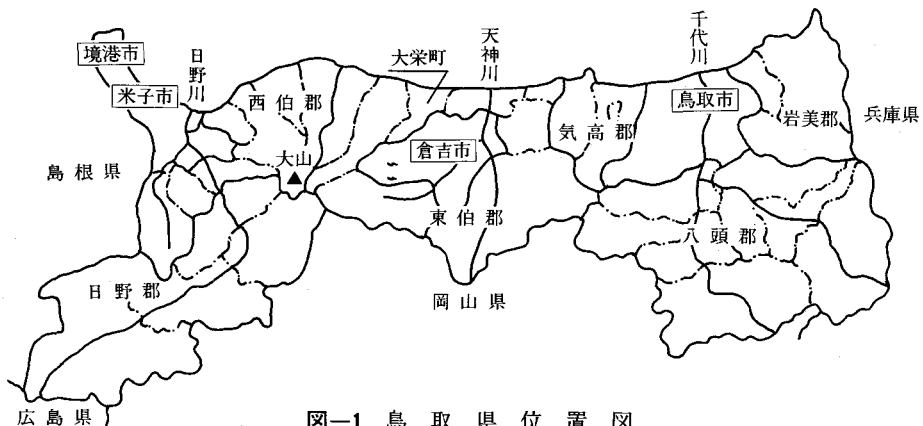 境港市
米子市
日野川
西伯郡
大山
大栄町
天神川
倉吉市
東伯郡
気高郡
千代川
鳥取市
岩美郡
八頭郡
兵庫県
島根県
日野郡
岡山県
広島県
図—1 鳥取県位置図